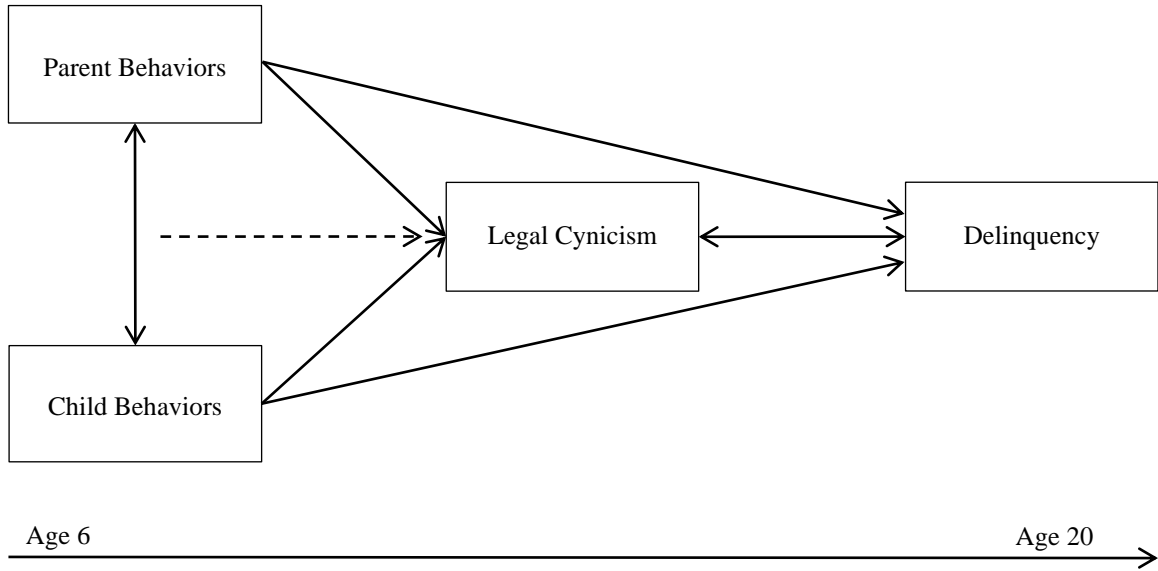 Parent Behaviors
Legal Cynicism
Delinquency
Child Behaviors
Age 6
Age 20